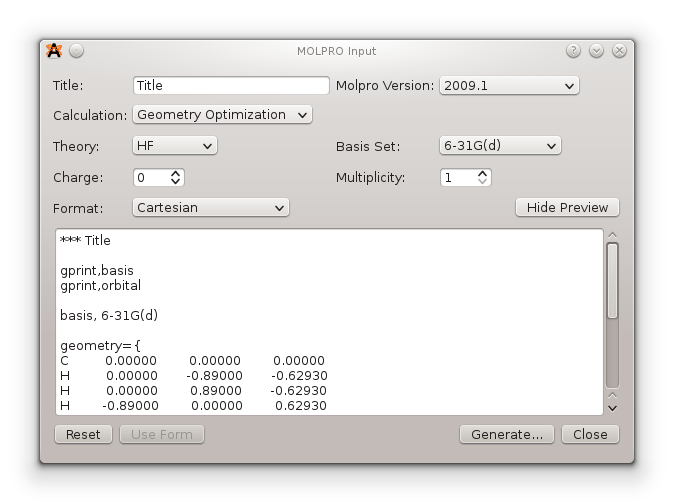 MOLPRO Input
Title: Title Molpro Version: 2009.1
Calculation: Geometry Optimization
Theory: HF Basis Set: 6-31G(d)
Charge: 0 Multiplicity: 1
Format: Cartesian Hide Preview
*** Title
gprint,basis
gprint,orbital
basis, 6-31G(d)
geometry={
C 0.00000 0.00000 0.00000
H 0.00000 -0.89000 -0.62930
H 0.00000 0.89000 -0.62930
H -0.89000 0.00000 0.62930
Reset Use Form Generate... Close